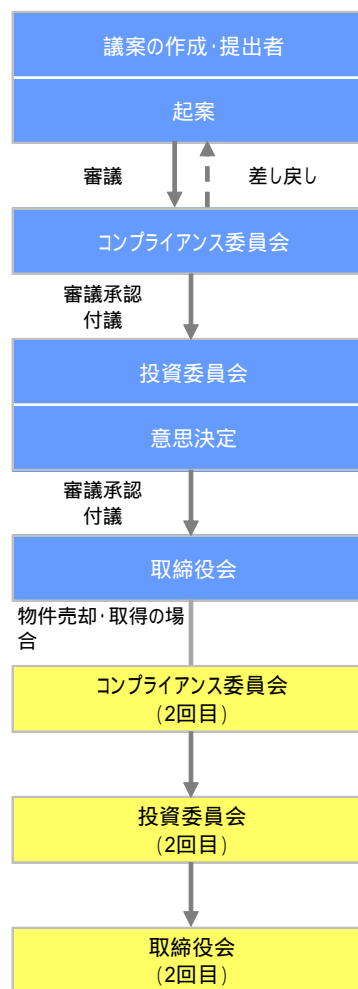 議案の作成・提出者
起案
審議
差し戻し
コンプライアンス委員会
審議承認
付議
投資委員会
意思決定
審議承認
付議
取締役会
物件売却・取得の場
合
コンプライアンス委員会
(2回目)
投資委員会
(2回目)
取締役会
(2回目)